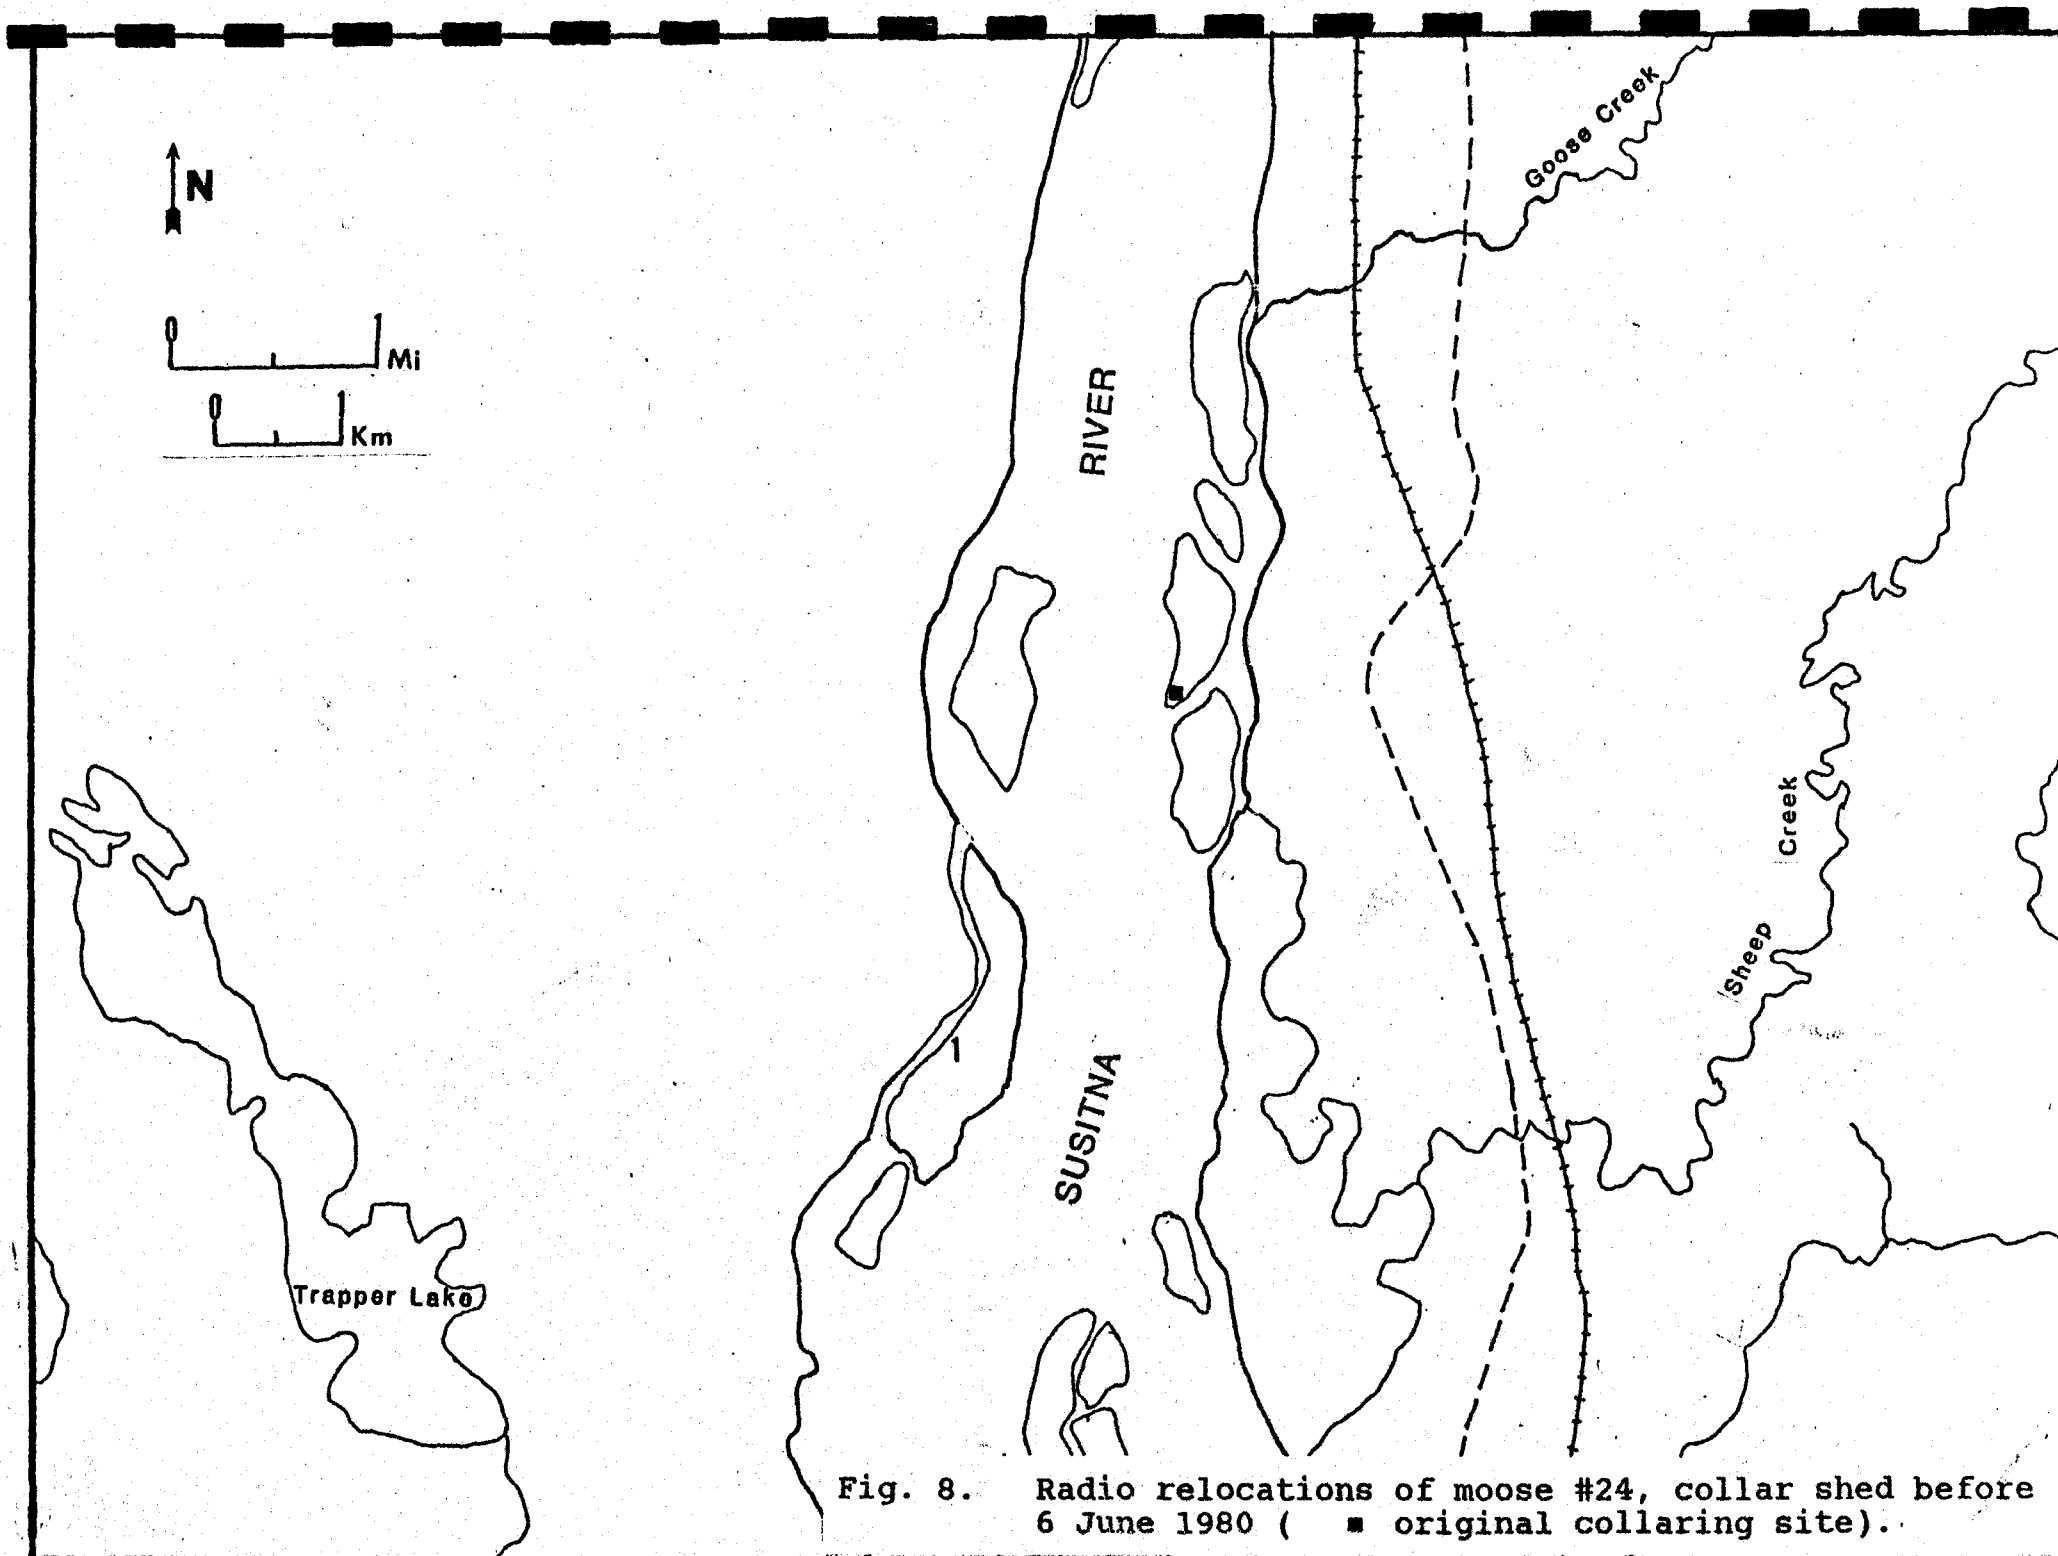 Goose Creek
N
0 1 Mi
0 1 Km
RIVER
Creek
Sheep
1
SUSITNA
Trapper Lake
Fig. 8. Radio relocations of moose #24, collar shed before
6 June 1980 ( ■ original collaring site).